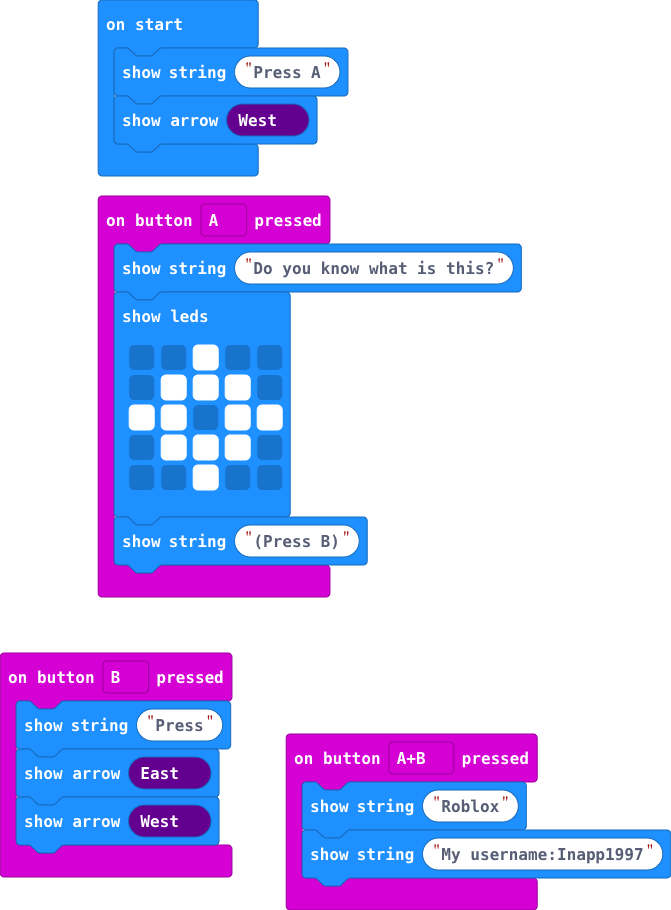 on start
show string "Press A"
show arrow West
on button A pressed
show string "Do you know what is this?"
show leds
show string "(Press B)"
on button B pressed
show string "Press"
show arrow East
show arrow West
on button A+B pressed
show string "Roblox"
show string "My username:Inapp1997"